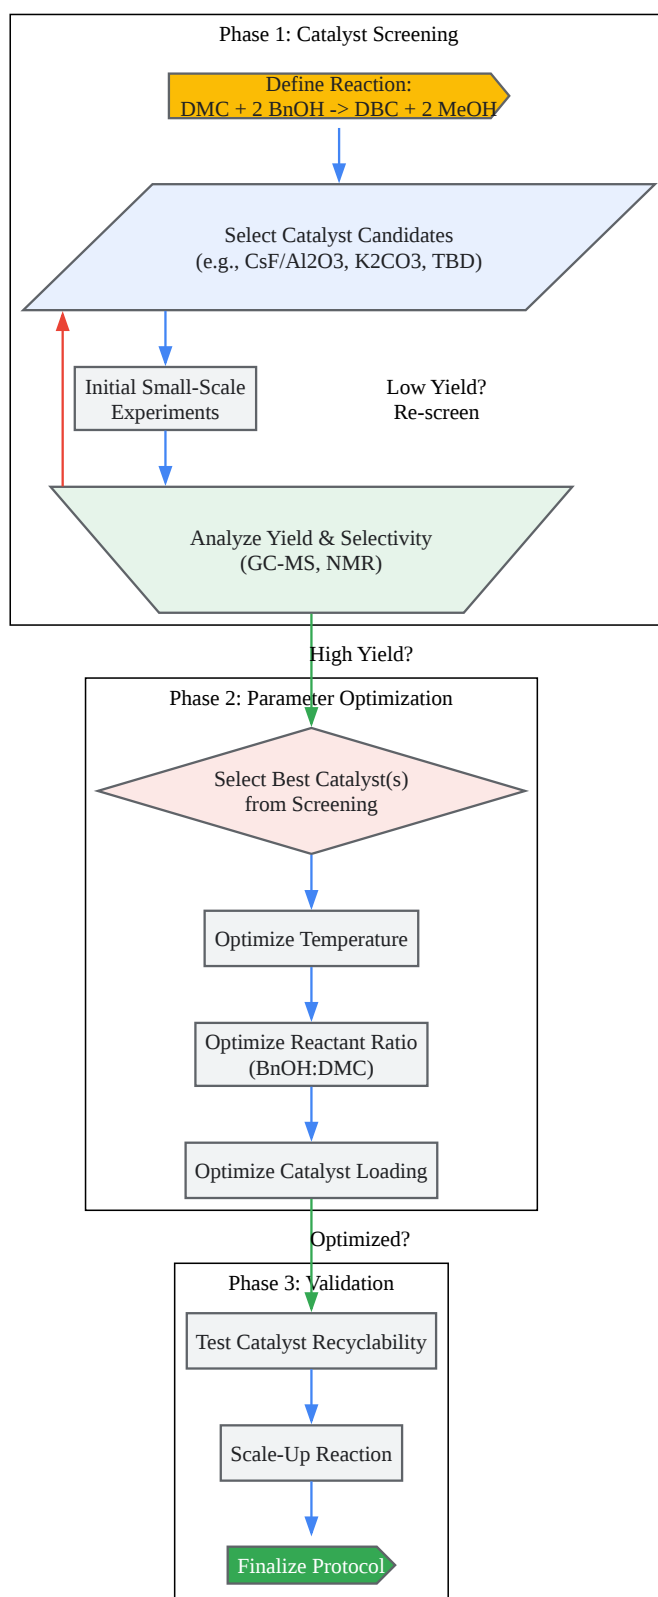 Phase 1: Catalyst Screening
Define Reaction:
DMC + 2 BnOH -> DBC + 2 MeOH
Select Catalyst Candidates
(e.g., CsF/Al2O3, K2CO3, TBD)
Initial Small-Scale
Experiments
Low Yield?
Re-screen
Analyze Yield & Selectivity
(GC-MS, NMR)
High Yield?
Phase 2: Parameter Optimization
Select Best Catalyst(s)
from Screening
Optimize Temperature
Optimize Reactant Ratio
(BnOH:DMC)
Optimize Catalyst Loading
Optimized?
Phase 3: Validation
Test Catalyst Recyclability
Scale-Up Reaction
Finalize Protocol